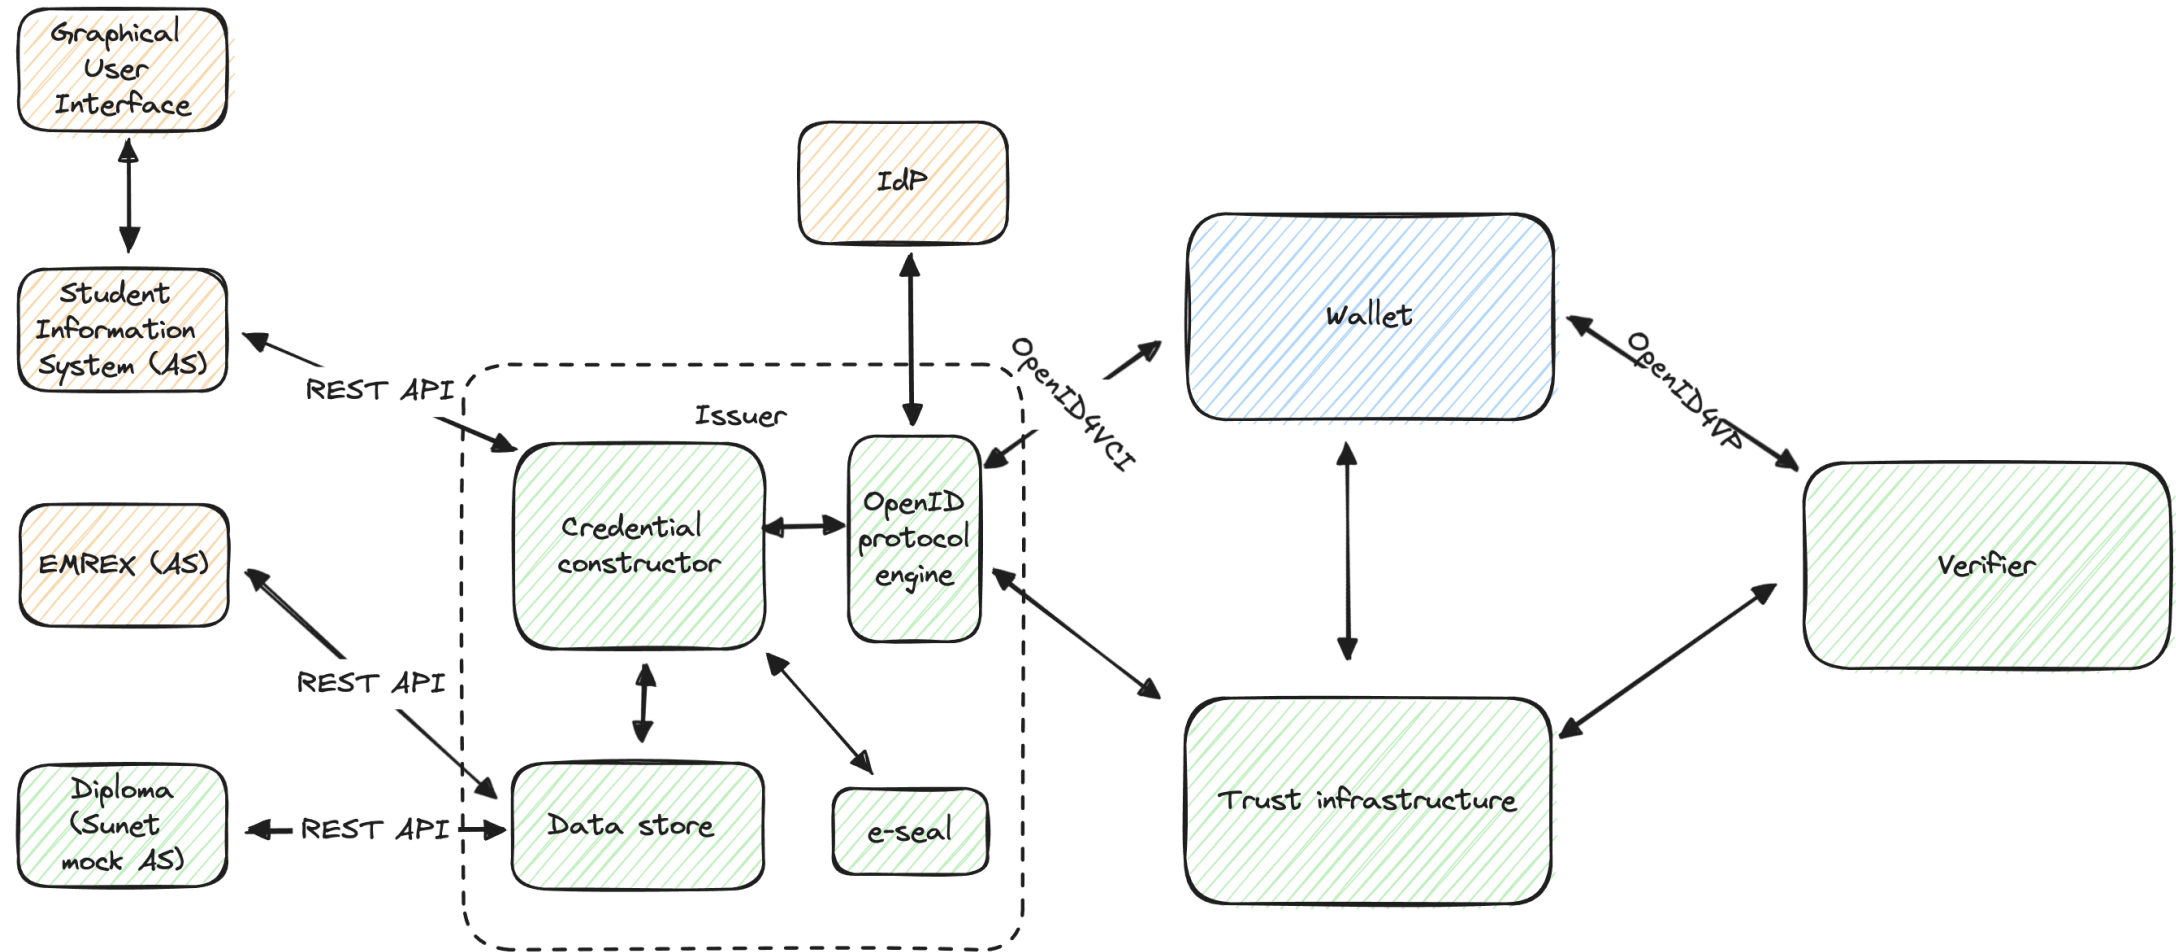 Graphical
User
Interface
IdP
Student
Information
System (AS)
Wallet
OpenID4VCI
OpenID4VP
REST API
Issuer
OpenID
protocol
engine
Credential
constructor
EMREX (AS)
Verifier
REST API
Diploma
(Sunet
mock AS)
REST API
Data store
e-seal
Trust infrastructure